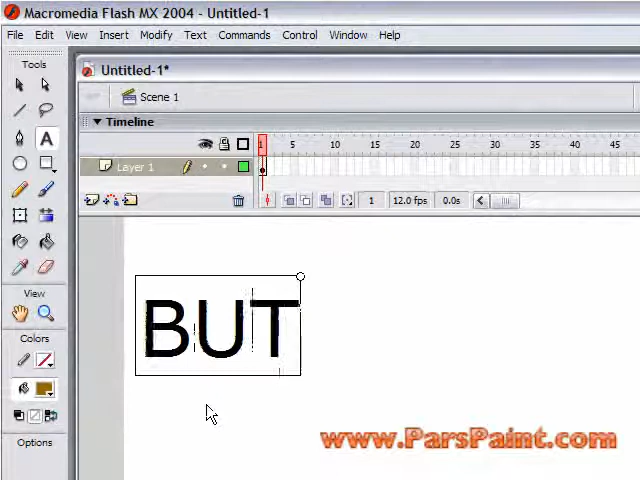 Macromedia Flash MX 2004 - Untitled-1
File Edit View Insert Modify Text Commands Control Window Help
Tools
Untitled-1*
Scene 1
Timeline
1 5 10 15 20 25 30 35 40 45
Layer 1
1 12.0 fps 0.0s
View
Colors
Options
BUT
www.ParsPaint.com